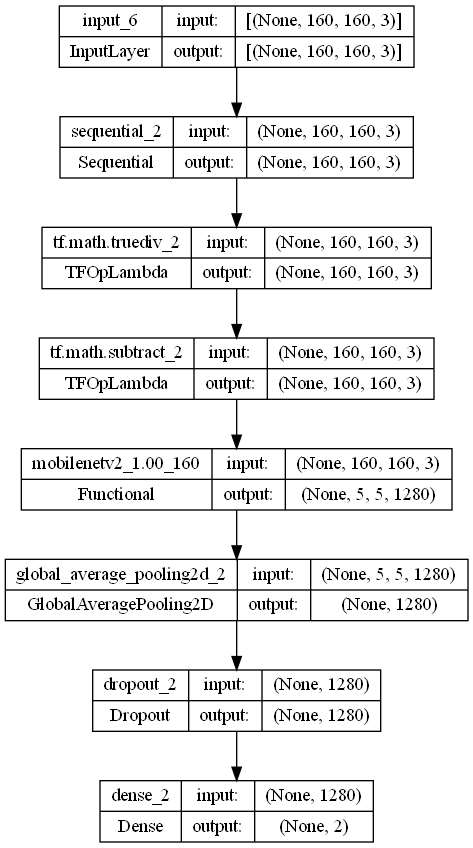 input_6 input: [(None, 160, 160, 3)]
InputLayer output: [(None, 160, 160, 3)]
sequential_2 input: (None, 160, 160, 3)
Sequential output: (None, 160, 160, 3)
tf.math.truediv_2 input: (None, 160, 160, 3)
TFOpLambda output: (None, 160, 160, 3)
tf.math.subtract_2 input: (None, 160, 160, 3)
TFOpLambda output: (None, 160, 160, 3)
mobilenetv2_1.00_160 input: (None, 160, 160, 3)
Functional output: (None, 5, 5, 1280)
global_average_pooling2d_2 input: (None, 5, 5, 1280)
GlobalAveragePooling2D output: (None, 1280)
dropout_2 input: (None, 1280)
Dropout output: (None, 1280)
dense_2 input: (None, 1280)
Dense output: (None, 2)